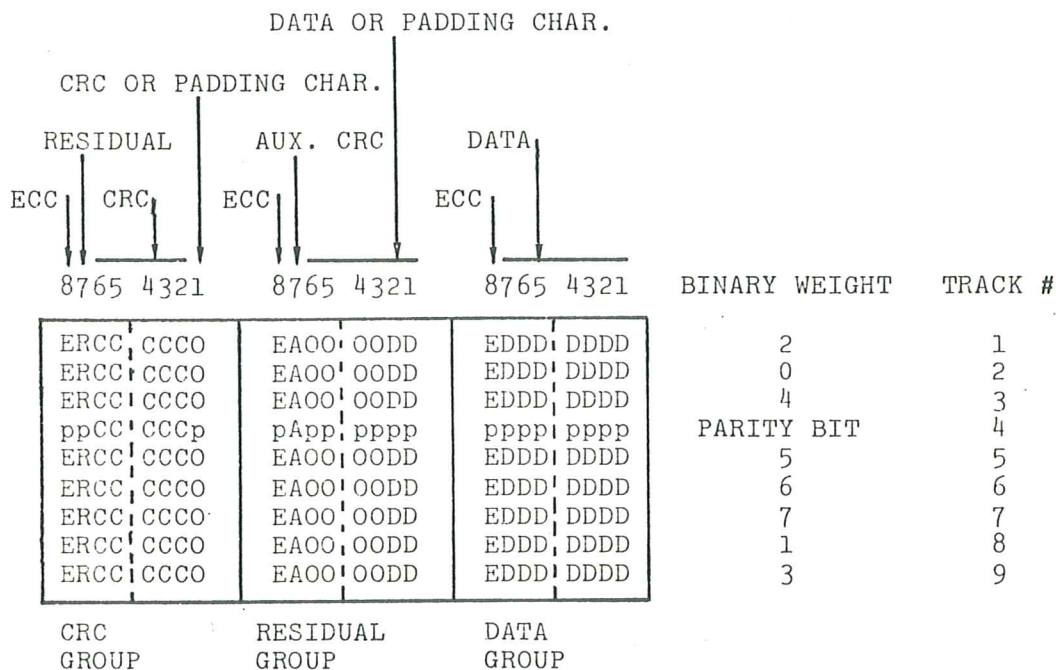 DATA OR PADDING CHAR.
CRC OR PADDING CHAR.
RESIDUAL AUX. CRC DATA
ECC CRC ECC ECC
8765 4321 8765 4321 8765 4321 BINARY WEIGHT TRACK #
ERCC CCCO EAOO OODD EDDD DDDD 2 1
ERCC CCCO EAOO OODD EDDD DDDD 0 2
ERCC CCCO EAOO OODD EDDD DDDD 4 3
ppCC CCCp pApp pppp pppp pppp PARITY BIT 4
ERCC CCCO EAOO OODD EDDD DDDD 5 5
ERCC CCCO EAOO OODD EDDD DDDD 6 6
ERCC CCCO EAOO OODD EDDD DDDD 7 7
ERCC CCCO EAOO OODD EDDD DDDD 1 8
ERCC CCCO EAOO OODD EDDD DDDD 3 9
CRC RESIDUAL DATA
GROUP GROUP GROUP